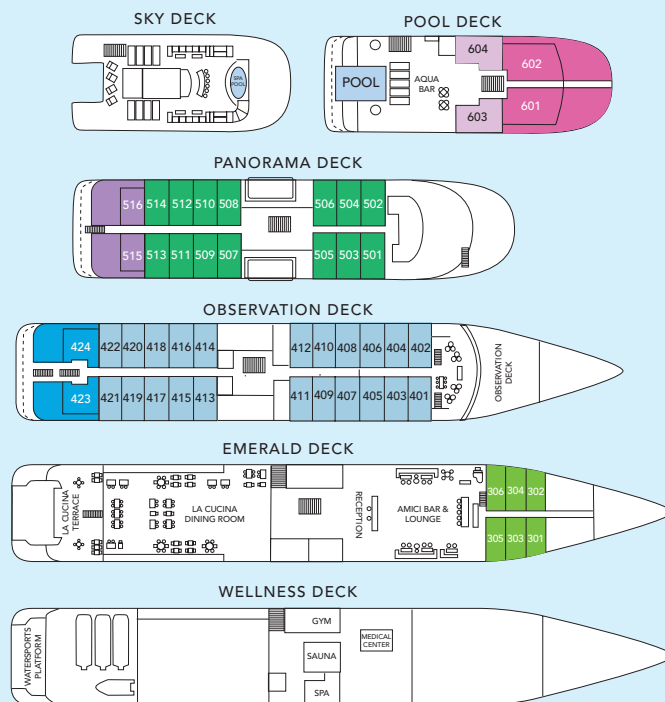 SKY DECK
SPA
POOL
POOL DECK
POOL
AQUA
BAR
604
602
603
601
PANORAMA DECK
516 514 512 510 508 506 504 502
515 513 511 509 507 505 503 501
OBSERVATION DECK
424 422 420 418 416 414 412 410 408 406 404 402
423 421 419 417 415 413 411 409 407 405 403 401
OBSERVATION
DECK
EMERALD DECK
LA CUCINA
TERRACE
LA CUCINA
DINING ROOM
RECEPTION
AMICI BAR &
LOUNGE
306 304 302
305 303 301
WELLNESS DECK
WATERSPORTS
PLATFORM
GYM
SAUNA
SPA
MEDICAL
CENTER